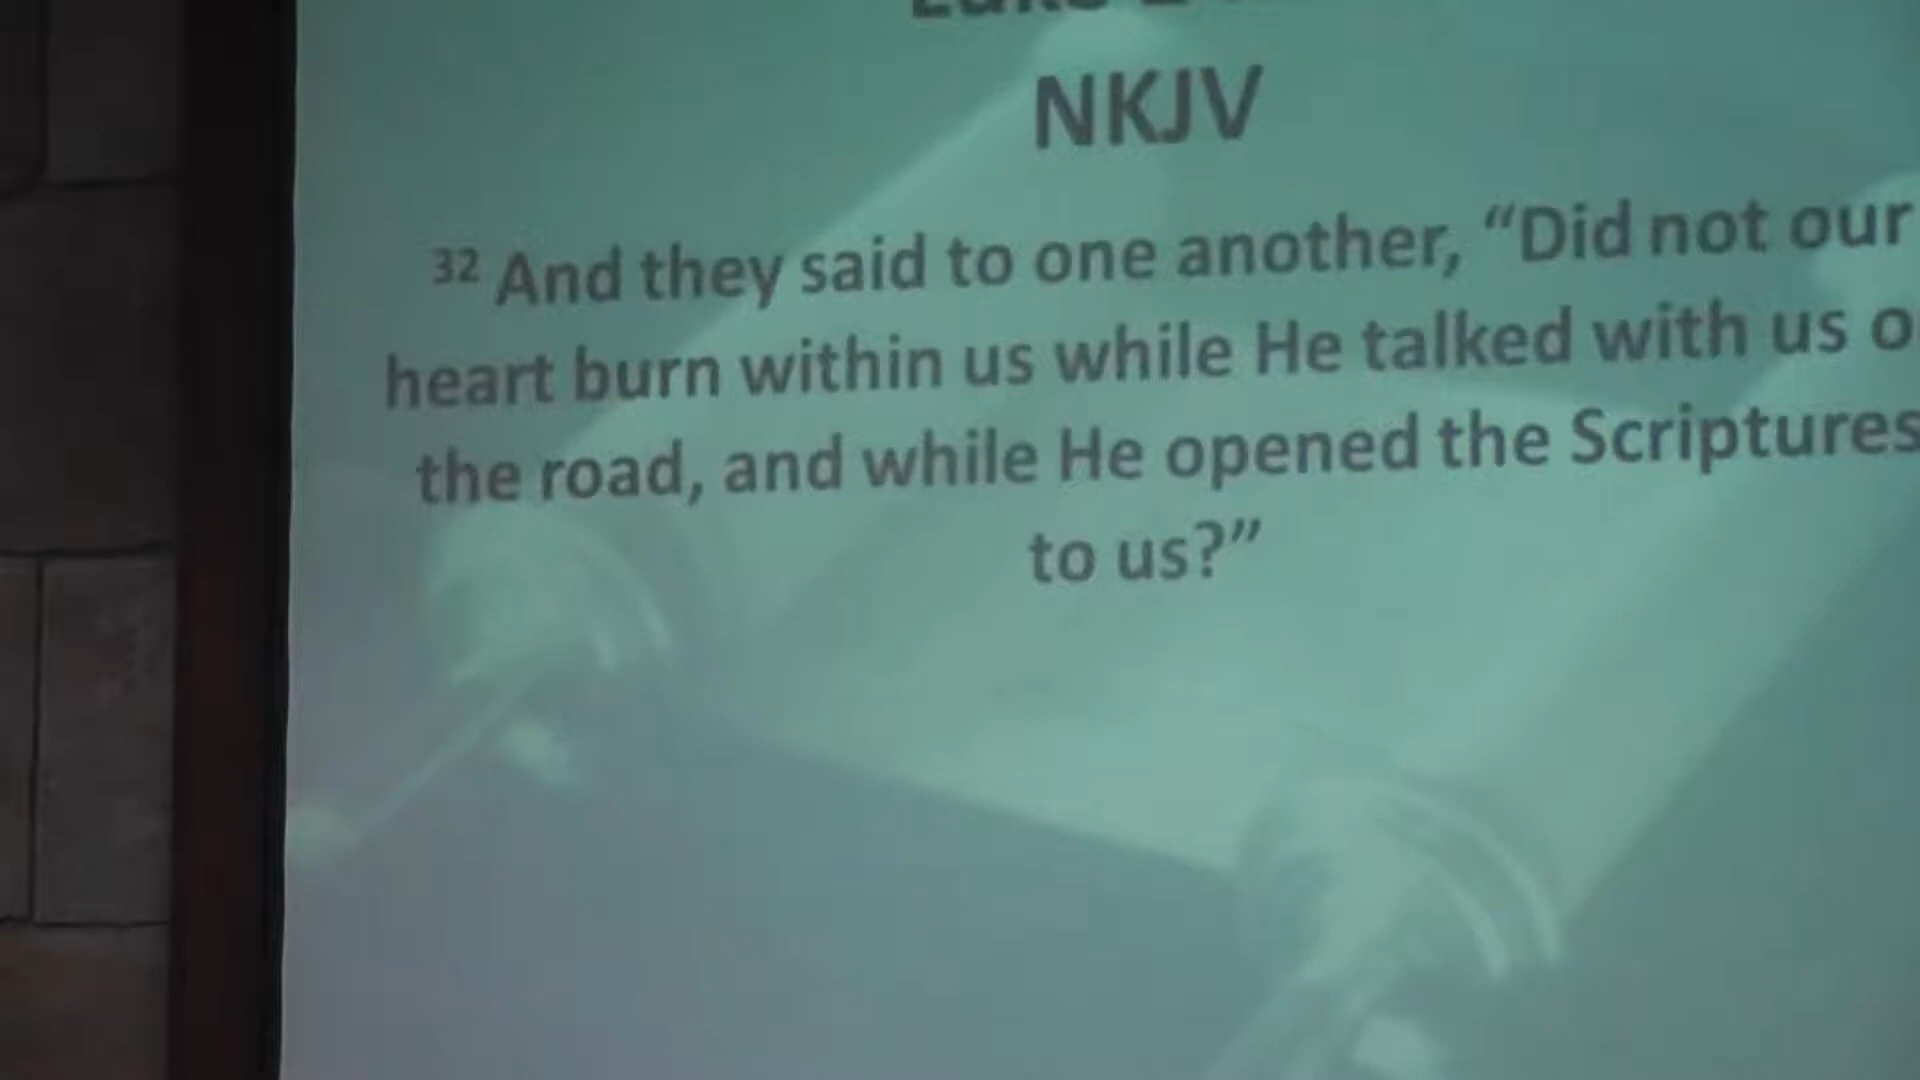 Luke
NKJV
32 And they said to one another, “Did not our
heart burn within us while He talked with us o
the road, and while He opened the Scriptures
to us?”